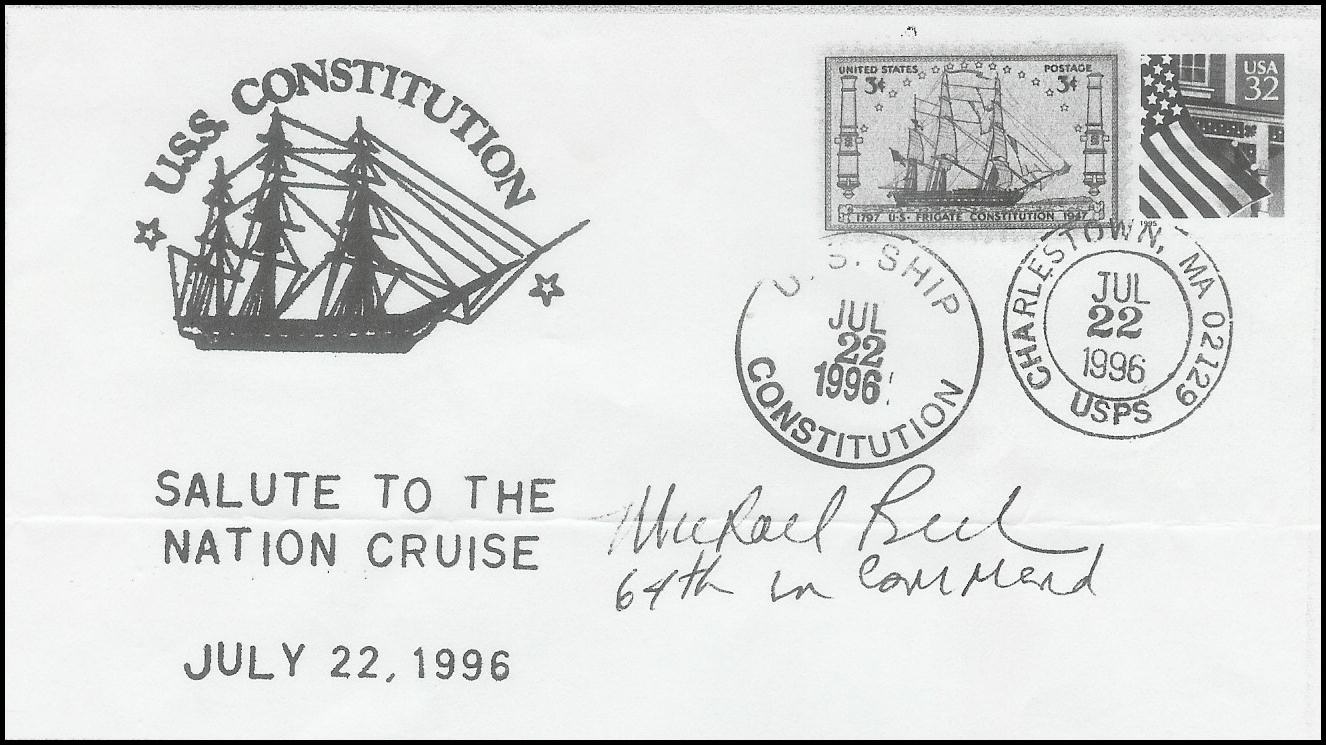 U.S.S. CONSTITUTION
UNITED STATES POSTAGE
3¢ 3¢
1797 U.S. FRIGATE CONSTITUTION 1947
USA
32
1995
U.S. SHIP
JUL
22
1996
CONSTITUTION
CHARLESTOWN, MA 02129
JUL
22
1996
USPS
SALUTE TO THE
NATION CRUISE
JULY 22, 1996
Michael Beck
64th in Command